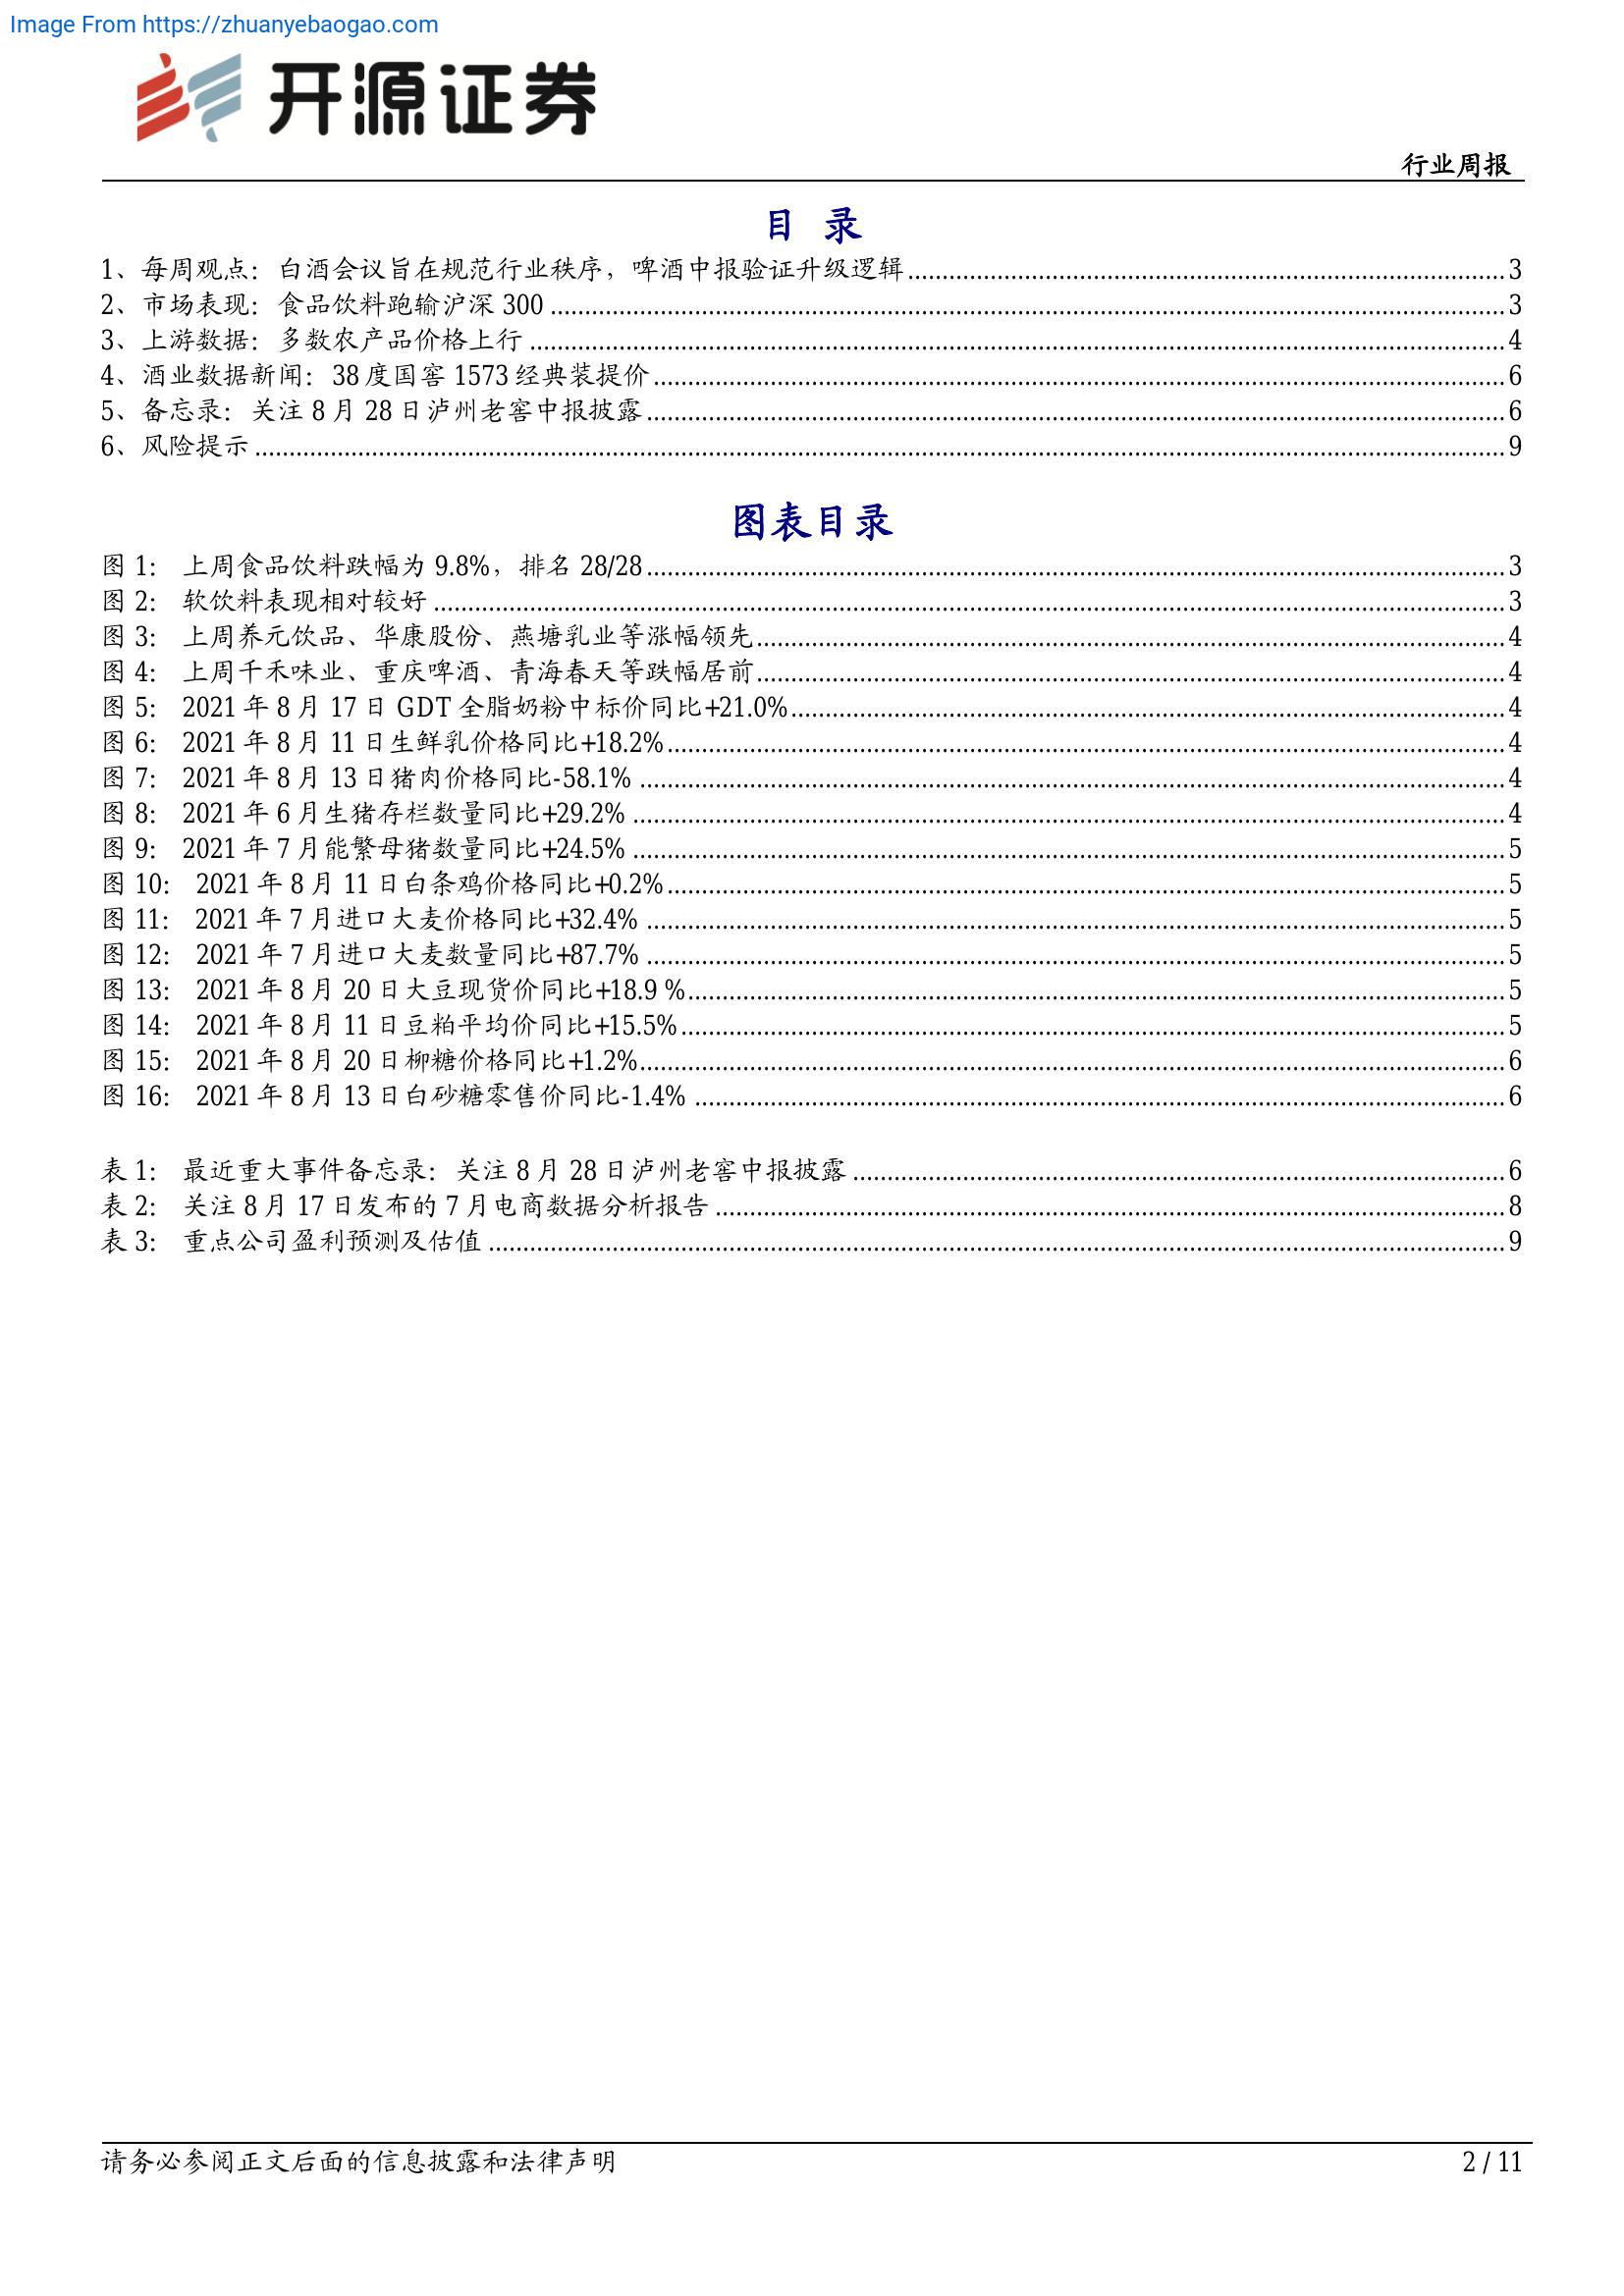 Image From https://zhuanyebaogao.com
开源证券
行业周报
目 录
1、每周观点：白酒会议旨在规范行业秩序，啤酒中报验证升级逻辑 3
2、市场表现：食品饮料跑输沪深 300 3
3、上游数据：多数农产品价格上行 4
4、酒业数据新闻：38 度国窖 1573 经典装提价 6
5、备忘录：关注 8 月 28 日泸州老窖中报披露 6
6、风险提示 9
图表目录
图 1： 上周食品饮料跌幅为 9.8%，排名 28/28 3
图 2： 软饮料表现相对较好 3
图 3： 上周养元饮品、华康股份、燕塘乳业等涨幅领先 4
图 4： 上周千禾味业、重庆啤酒、青海春天等跌幅居前 4
图 5： 2021 年 8 月 17 日 GDT 全脂奶粉中标价同比+21.0% 4
图 6： 2021 年 8 月 11 日生鲜乳价格同比+18.2% 4
图 7： 2021 年 8 月 13 日猪肉价格同比-58.1% 4
图 8： 2021 年 6 月生猪存栏数量同比+29.2% 4
图 9： 2021 年 7 月能繁母猪数量同比+24.5% 5
图 10： 2021 年 8 月 11 日白条鸡价格同比+0.2% 5
图 11： 2021 年 7 月进口大麦价格同比+32.4% 5
图 12： 2021 年 7 月进口大麦数量同比+87.7% 5
图 13： 2021 年 8 月 20 日大豆现货价同比+18.9 % 5
图 14： 2021 年 8 月 11 日豆粕平均价同比+15.5% 5
图 15： 2021 年 8 月 20 日柳糖价格同比+1.2% 6
图 16： 2021 年 8 月 13 日白砂糖零售价同比-1.4% 6
表 1： 最近重大事件备忘录：关注 8 月 28 日泸州老窖中报披露 6
表 2： 关注 8 月 17 日发布的 7 月电商数据分析报告 8
表 3： 重点公司盈利预测及估值 9
请务必参阅正文后面的信息披露和法律声明 2 / 11